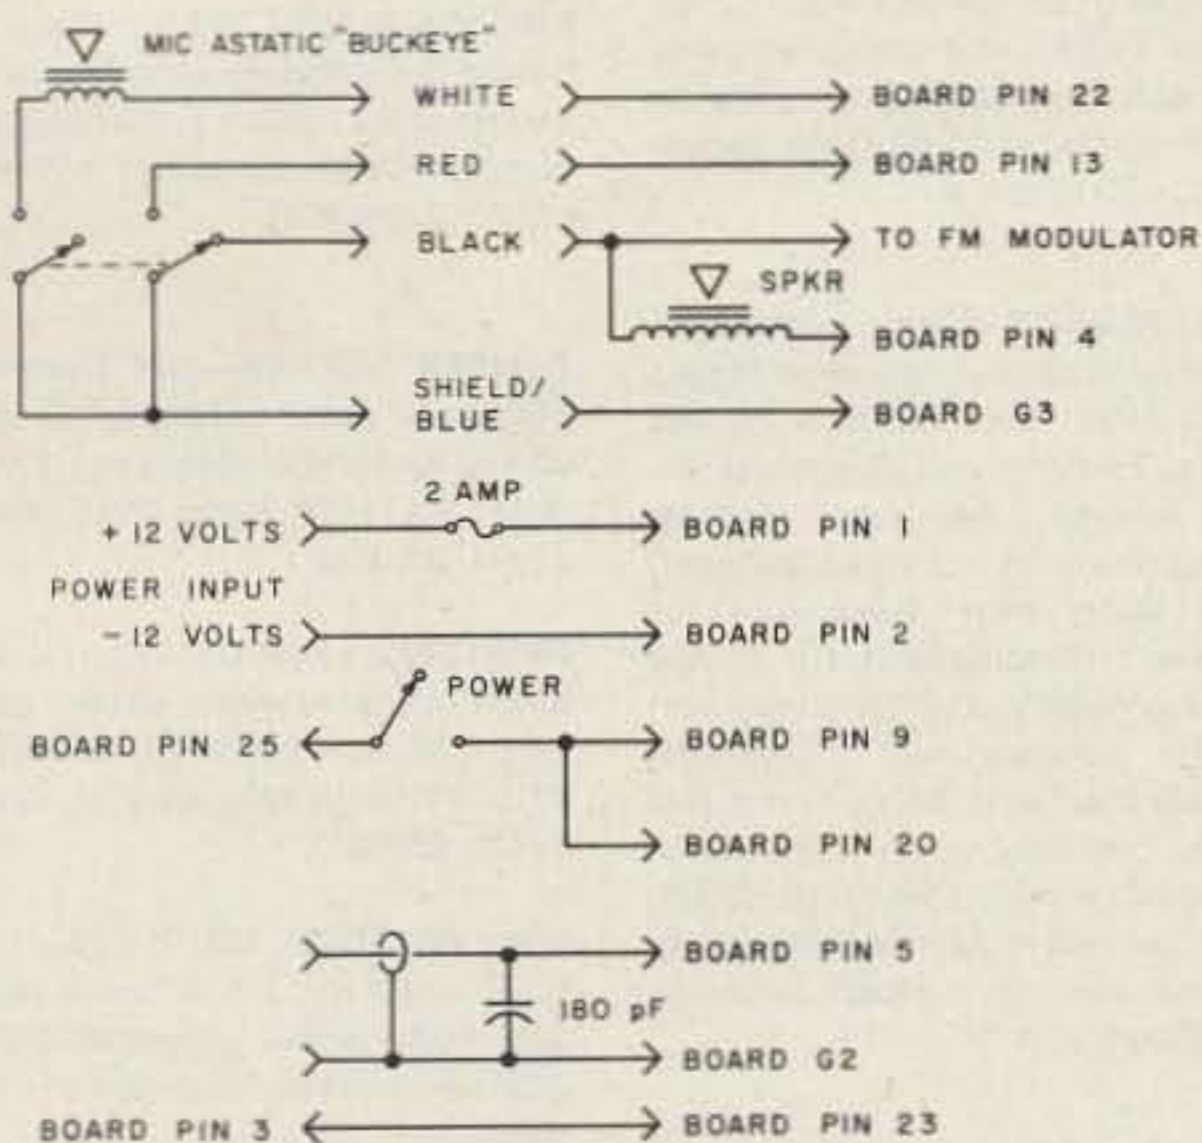 MIC ASTATIC "BUCKEYE"
WHITE
BOARD PIN 22
RED
BOARD PIN 13
BLACK
TO FM MODULATOR
SPKR
BOARD PIN 4
SHIELD/
BLUE
BOARD G3
2 AMP
+12 VOLTS
BOARD PIN 1
POWER INPUT
-12 VOLTS
BOARD PIN 2
POWER
BOARD PIN 25
BOARD PIN 9
BOARD PIN 20
BOARD PIN 5
180 pF
BOARD G2
BOARD PIN 3
BOARD PIN 23